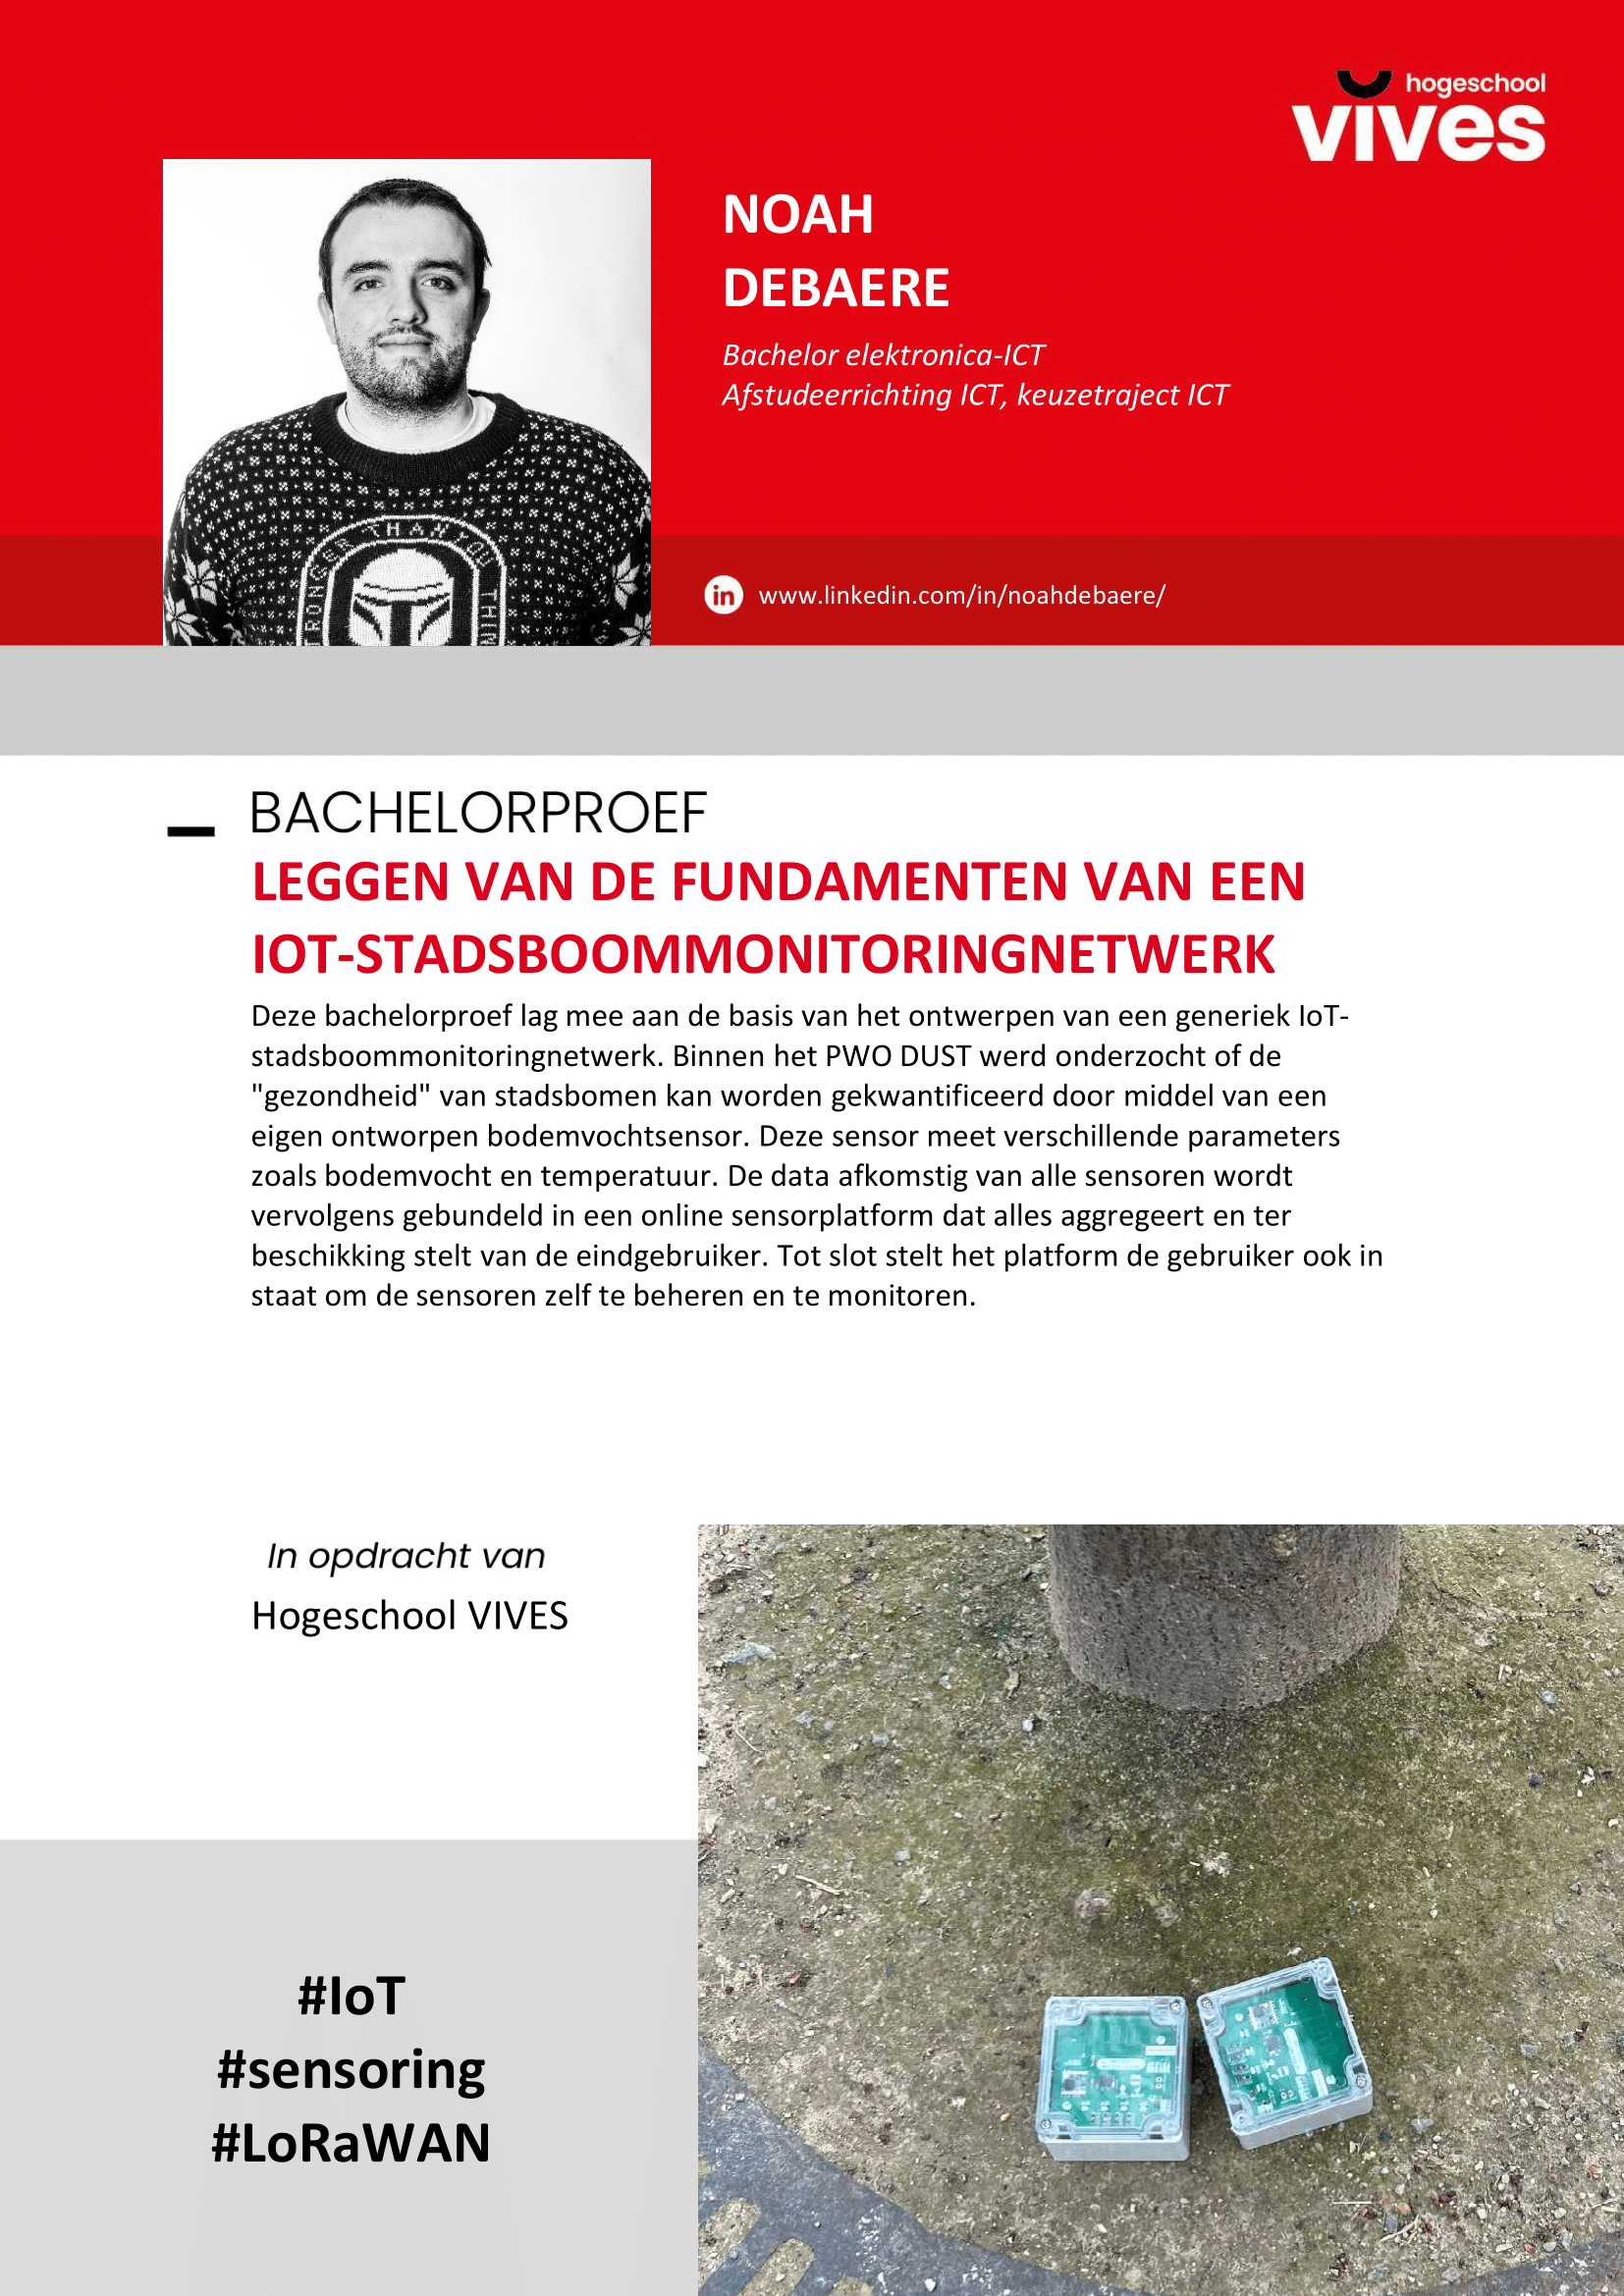 hogeschool
vives
NOAH
DEBAERE
Bachelor elektronica-ICT
Afstudeerrichting ICT, keuzetraject ICT
STRONGER THAN YOU THINK
in www.linkedin.com/in/noahdebaere/
BACHELORPROEF
LEGGEN VAN DE FUNDAMENTEN VAN EEN
IOT-STADSBOOMMONITORINGNETWERK
Deze bachelorproef lag mee aan de basis van het ontwerpen van een generiek IoT-
stadsboommonitoringnetwerk. Binnen het PWO DUST werd onderzocht of de
"gezondheid" van stadsbomen kan worden gekwantificeerd door middel van een
eigen ontworpen bodemvochtsensor. Deze sensor meet verschillende parameters
zoals bodemvocht en temperatuur. De data afkomstig van alle sensoren wordt
vervolgens gebundeld in een online sensorplatform dat alles aggregeert en ter
beschikking stelt van de eindgebruiker. Tot slot stelt het platform de gebruiker ook in
staat om de sensoren zelf te beheren en te monitoren.
In opdracht van
Hogeschool VIVES
#IoT
#sensoring
#LoRaWAN